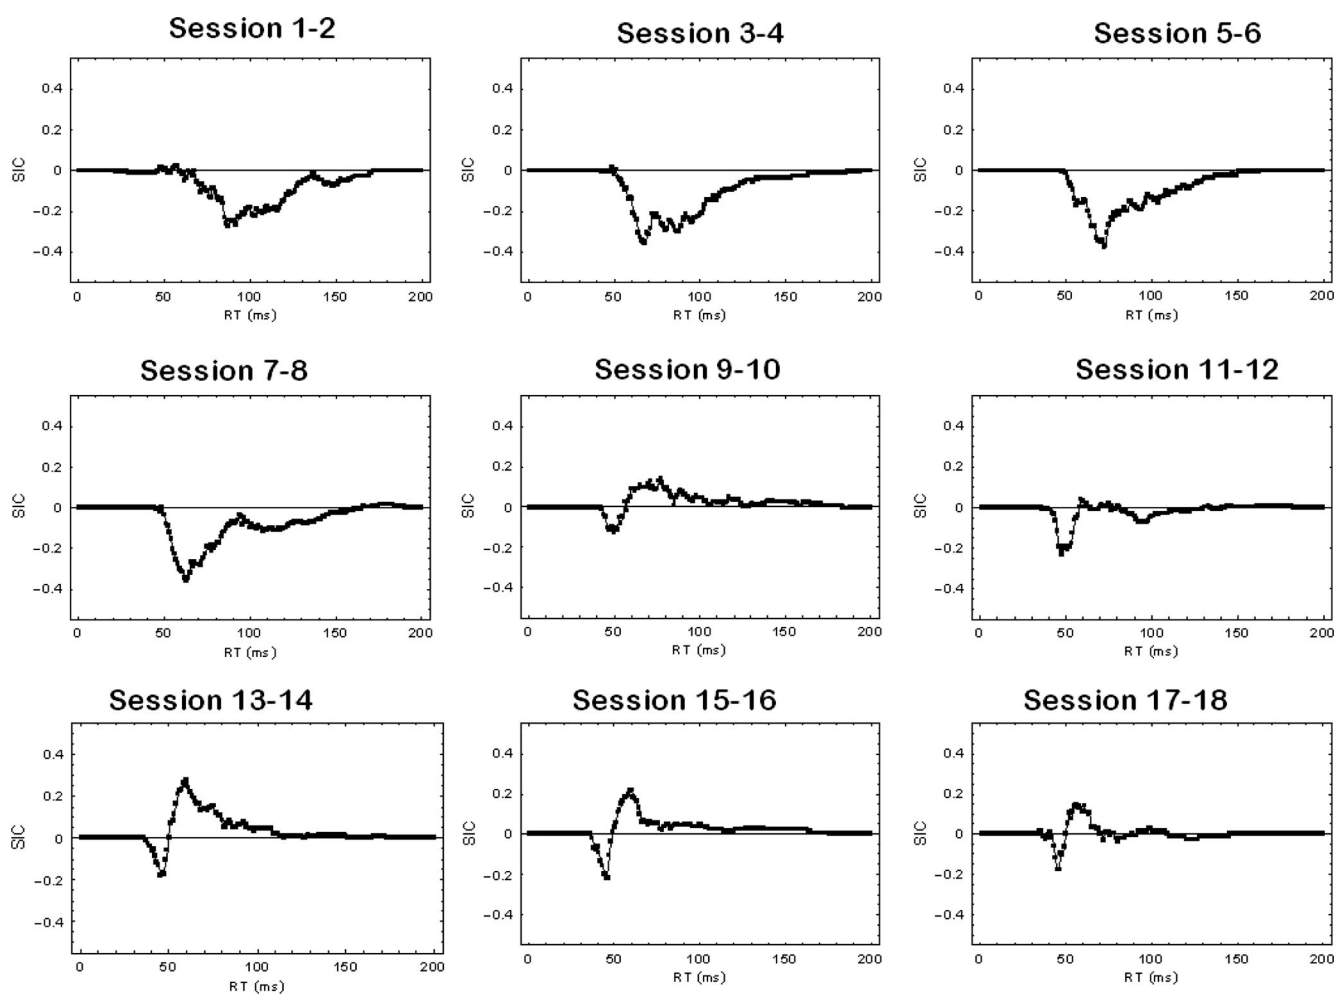 Session 1-2
0.4
0.2
0
-0.2
-0.4
SIC
0 50 100 150 200
RT (ms)
Session 3-4
0.4
0.2
0
-0.2
-0.4
SIC
0 50 100 150 200
RT (ms)
Session 5-6
0.4
0.2
0
-0.2
-0.4
SIC
0 50 100 150 200
RT (ms)
Session 7-8
0.4
0.2
0
-0.2
-0.4
SIC
0 50 100 150 200
RT (ms)
Session 9-10
0.4
0.2
0
-0.2
-0.4
SIC
0 50 100 150 200
RT (ms)
Session 11-12
0.4
0.2
0
-0.2
-0.4
SIC
0 50 100 150 200
RT (ms)
Session 13-14
0.4
0.2
0
-0.2
-0.4
SIC
0 50 100 150 200
RT (ms)
Session 15-16
0.4
0.2
0
-0.2
-0.4
SIC
0 50 100 150 200
RT (ms)
Session 17-18
0.4
0.2
0
-0.2
-0.4
SIC
0 50 100 150 200
RT (ms)